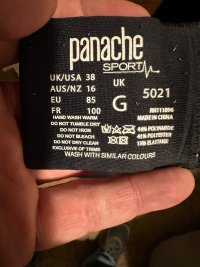 panache
SPORT
UK/USA 38
AUS/NZ 16
EU 85
FR 100
UK
G
5021
HAND WASH WARM
DO NOT TUMBLE DRY
DO NOT IRON
DO NOT BLEACH
DO NOT DRY CLEAN
EXCLUSIVE OF TRIMS
MADE IN CHINA
44% POLYAMIDE
41% POLYESTER
15% ELASTANE
WASH WITH SIMILAR COLOURS